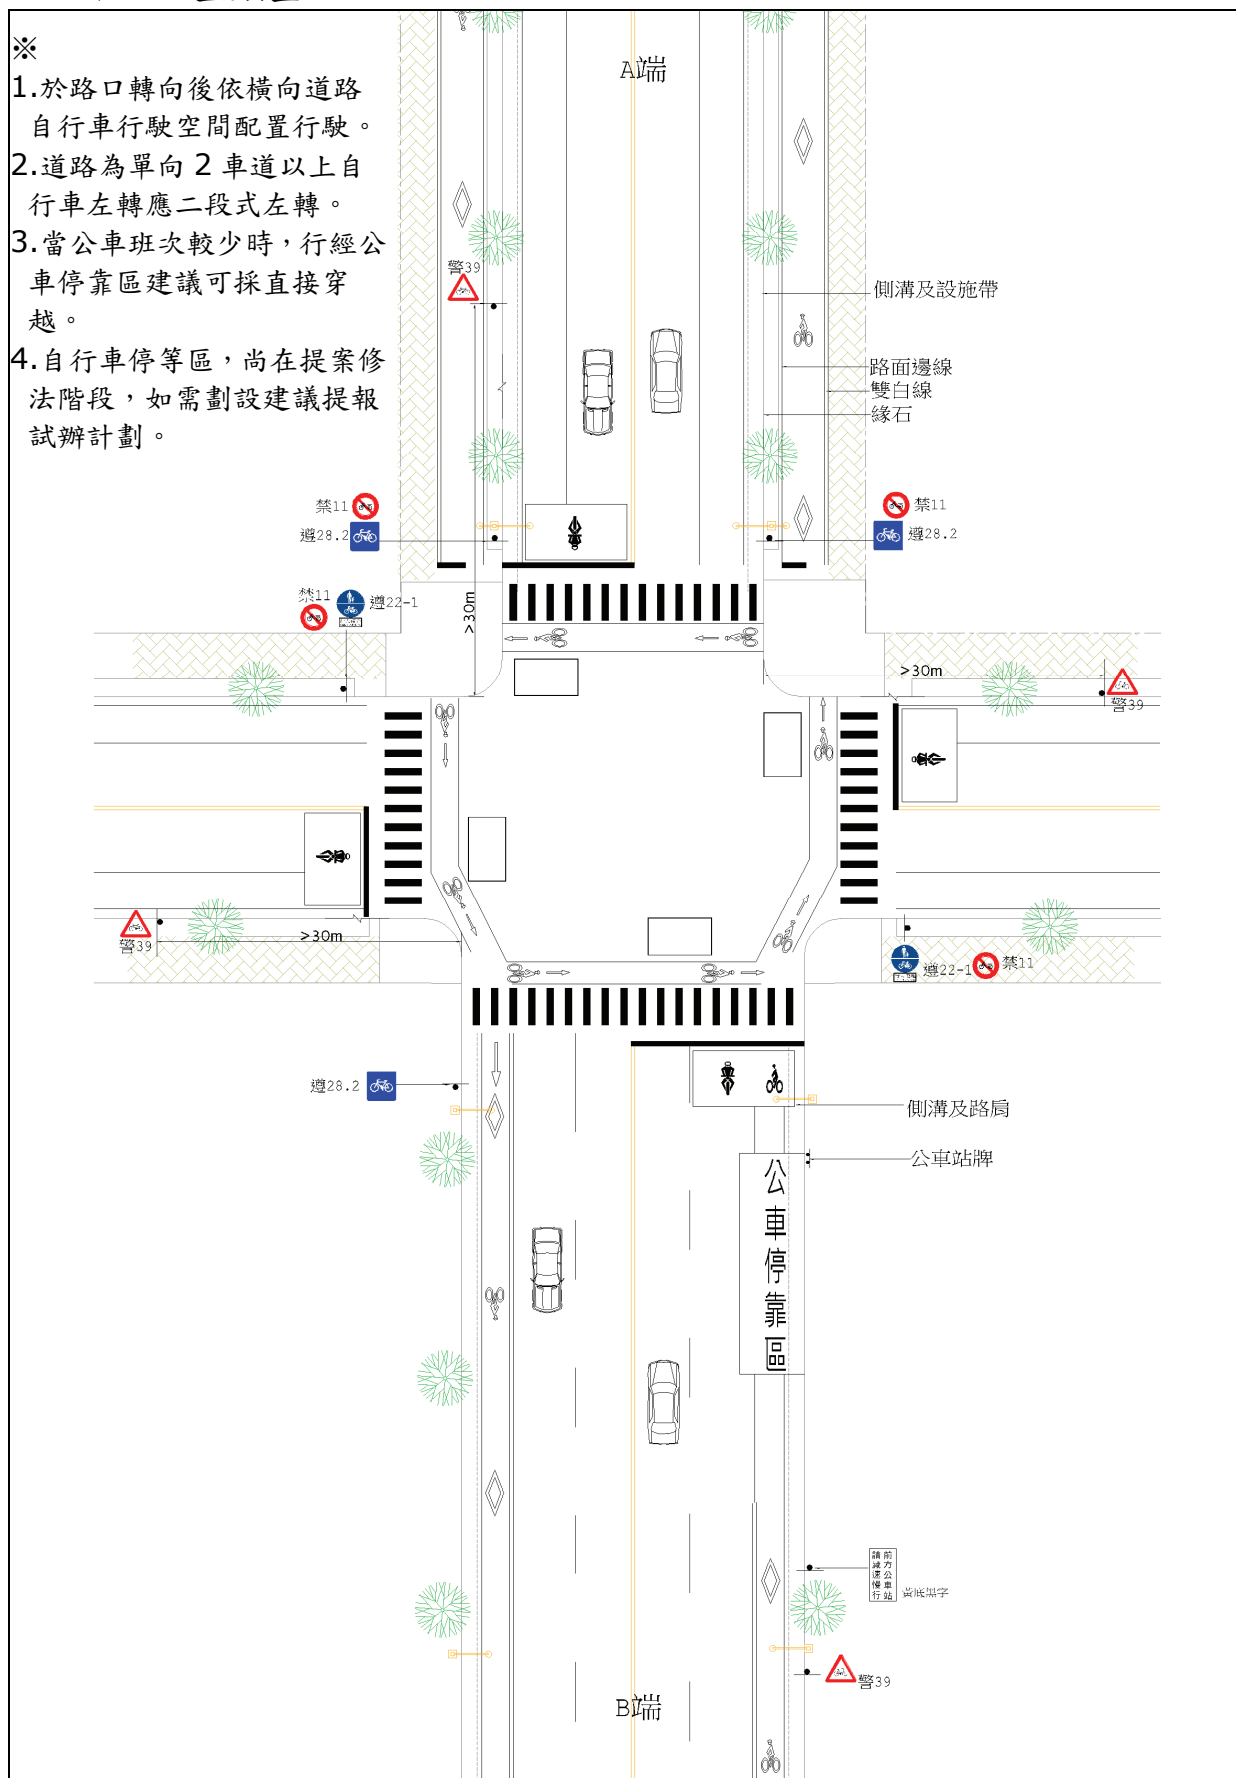 ※
1.於路口轉向後依橫向道路
自行車行駛空間配置行駛。
2.道路為單向 2 車道以上自
行車左轉應二段式左轉。
3.當公車班次較少時，行經公
車停靠區建議可採直接穿
越。
4.自行車停等區，尚在提案修
法階段，如需劃設建議提報
試辦計劃。
A端
警39
側溝及設施帶
路面邊線
雙白線
緣石
禁11
遵28.2
禁11
遵28.2
禁11
遵22-1
>30m
>30m
警39
警39
>30m
遵22-1
禁11
遵28.2
側溝及路肩
公車站牌
公車停靠區
前方公車站
請減速慢行
黃底黑字
警39
B端